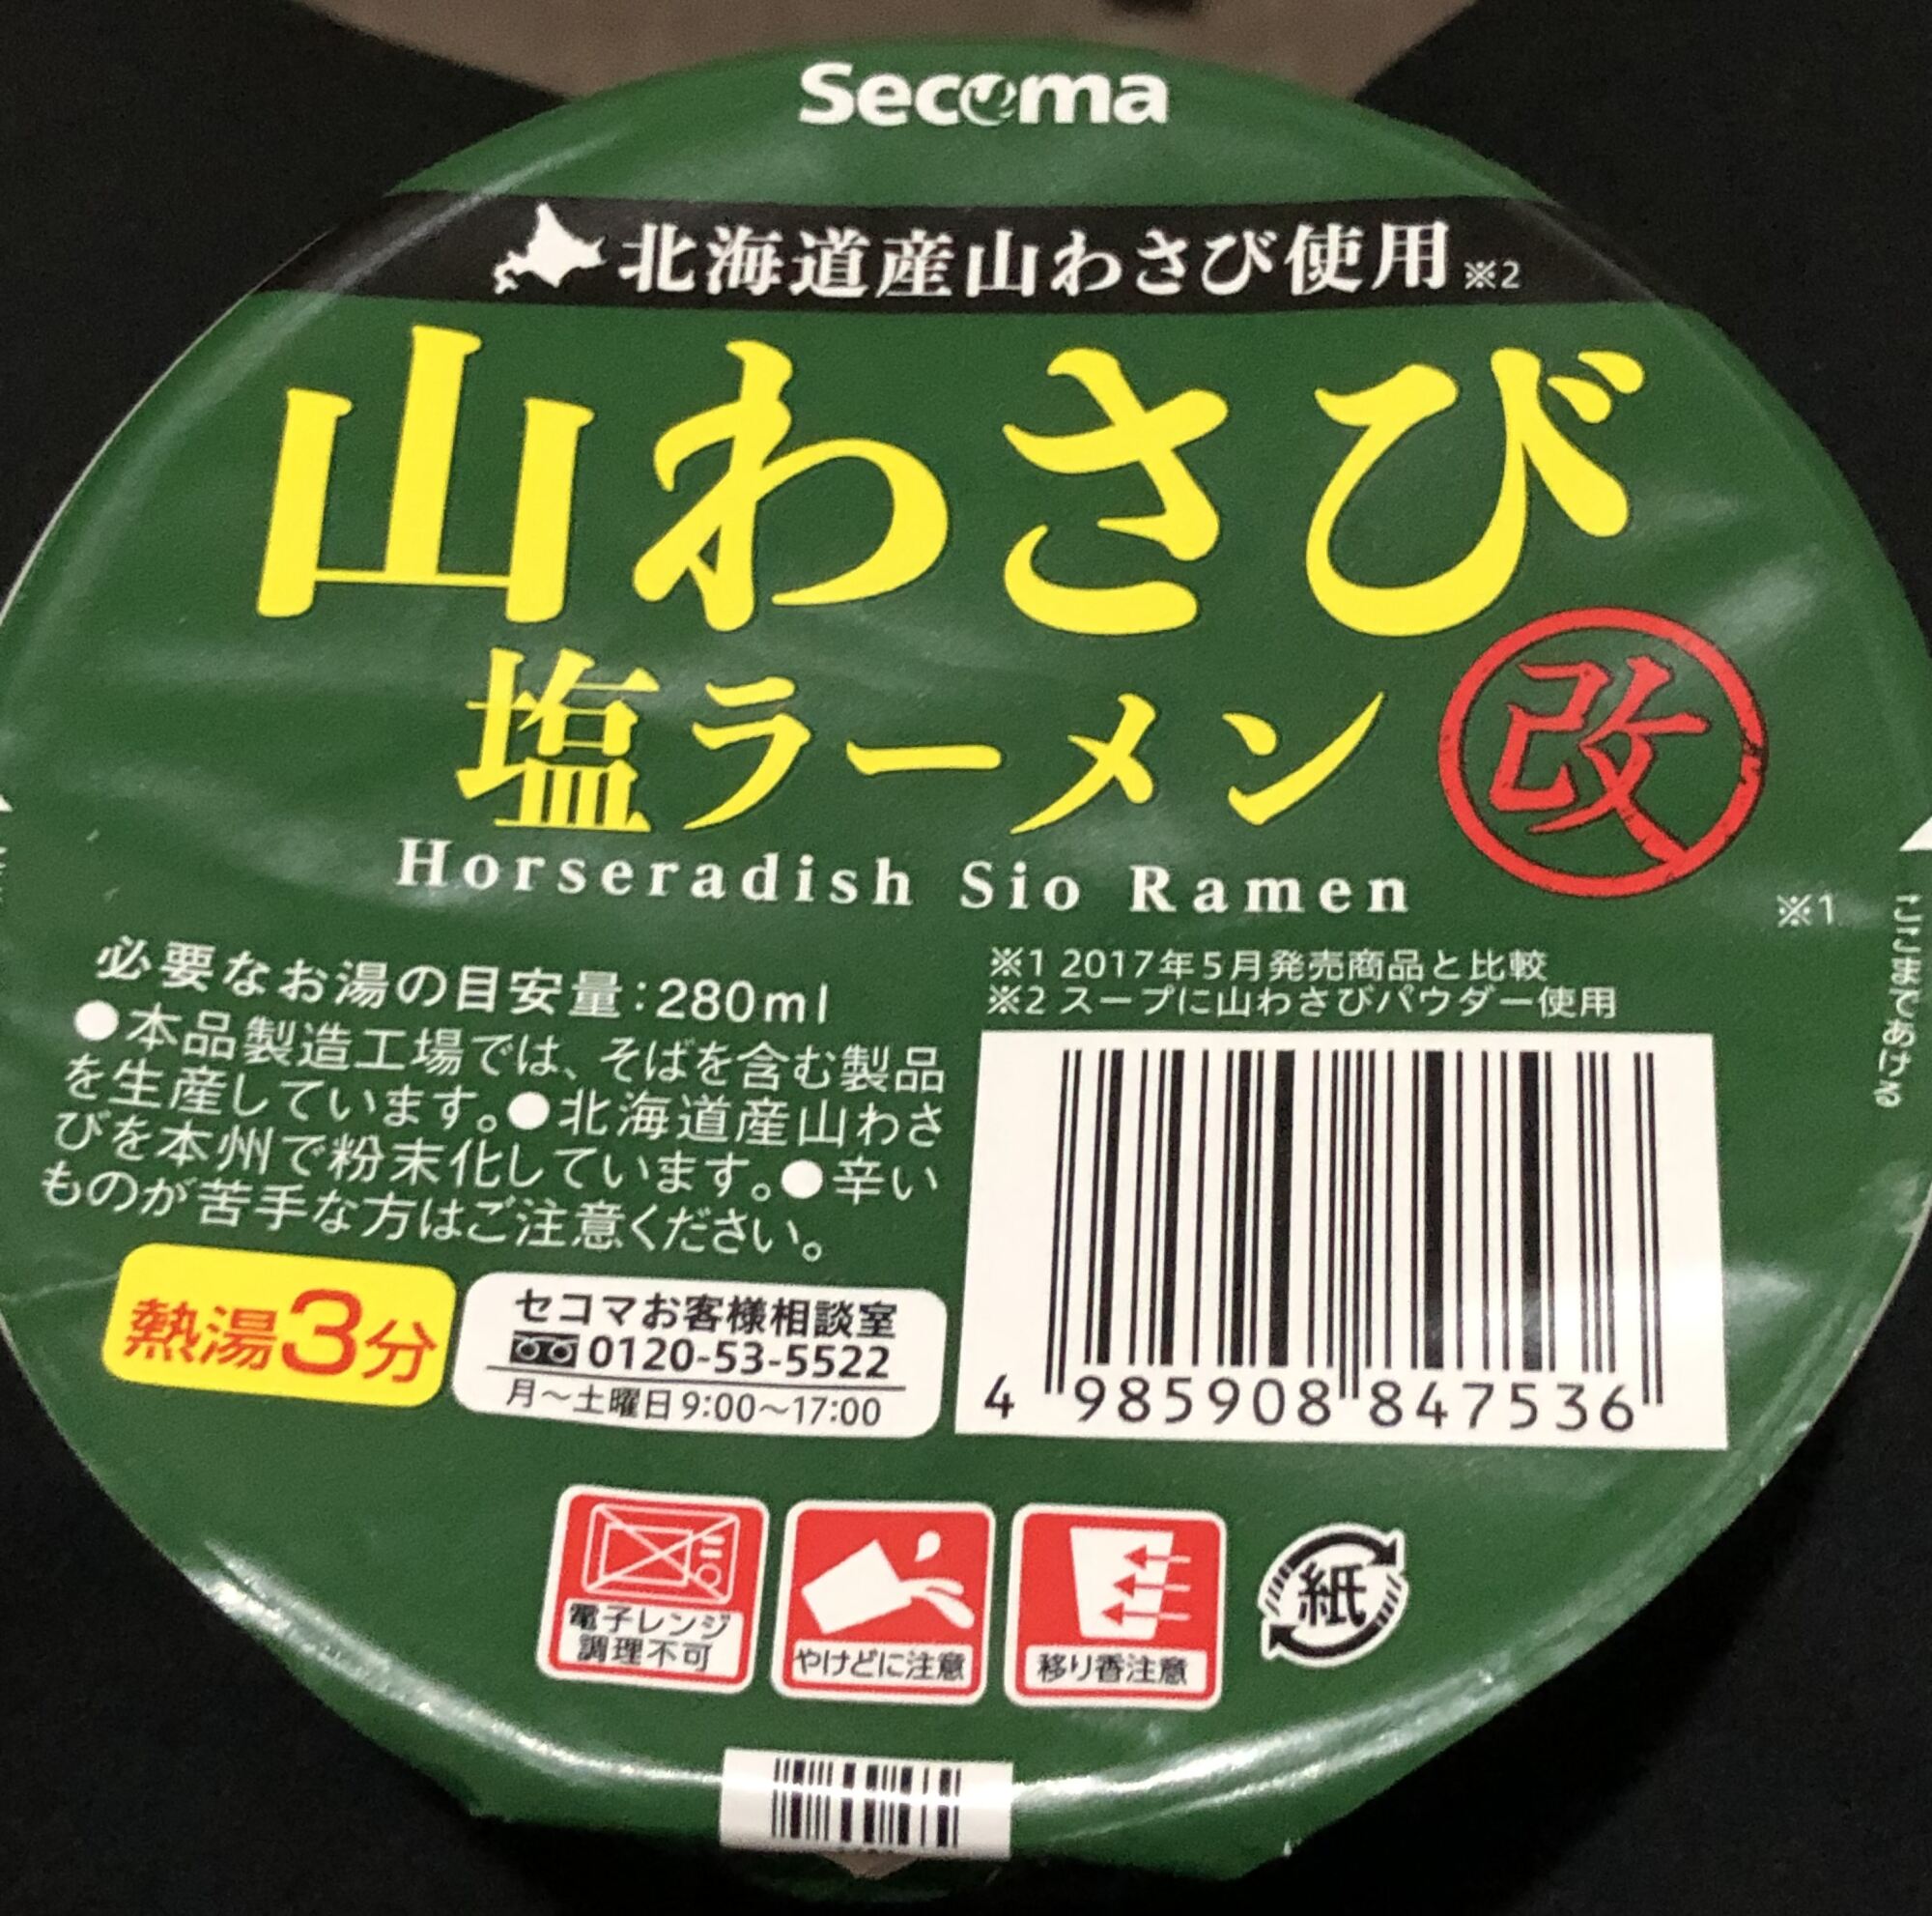 Secoma
北海道産山わさび使用※2
山わさび
塩ラーメン
改
Horseradish Sio Ramen
※1
ここまであける
必要なお湯の目安量:280ml
●本品製造工場では、そばを含む製品
を生産しています。●北海道産山わさ
びを本州で粉末化しています。●辛い
ものが苦手な方はご注意ください。
※1 2017年5月発売商品と比較
※2 スープに山わさびパウダー使用
熱湯3分
セコマお客様相談室
0120-53-5522
月～土曜日9:00～17:00
4 985908 847536
電子レンジ
調理不可
やけどに注意
移り香注意
紙